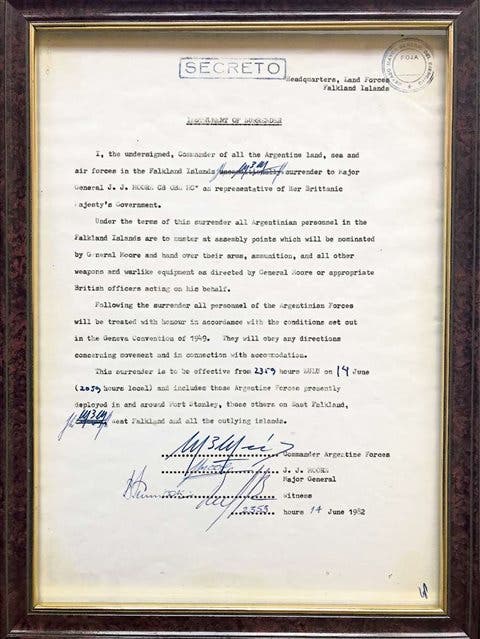 SECRETO
FOJA
Headquarters, Land Forces
Falkland Islands
INSTRUMENT OF SURRENDER
I, the undersigned, Commander of all the Argentine land, sea and
air forces in the Falkland Islands unconditionally surrender to Major
General J. J. MOORE CB OBE MC* as representative of Her Brittanic
Majesty's Government.
Under the terms of this surrender all Argentinian personnel in the
Falkland Islands are to muster at assembly points which will be nominated
by General Moore and hand over their arms, ammunition, and all other
weapons and warlike equipment as directed by General Moore or appropriate
British officers acting on his behalf.
Following the surrender all personnel of the Argentinian Forces
will be treated with honour in accordance with the conditions set out
in the Geneva Convention of 1949. They will obey any directions
concerning movement and in connection with accommodation.
This surrender is to be effective from 2359 hours ZULU on 14 June
(2059 hours local) and includes those Argentine Forces presently
deployed in and around Port Stanley, those others on East Falkland,
West Falkland and all the outlying islands.
Commander Argentine Forces
J. J. MOORE
Major General
Witness
2359 hours 14 June 1982